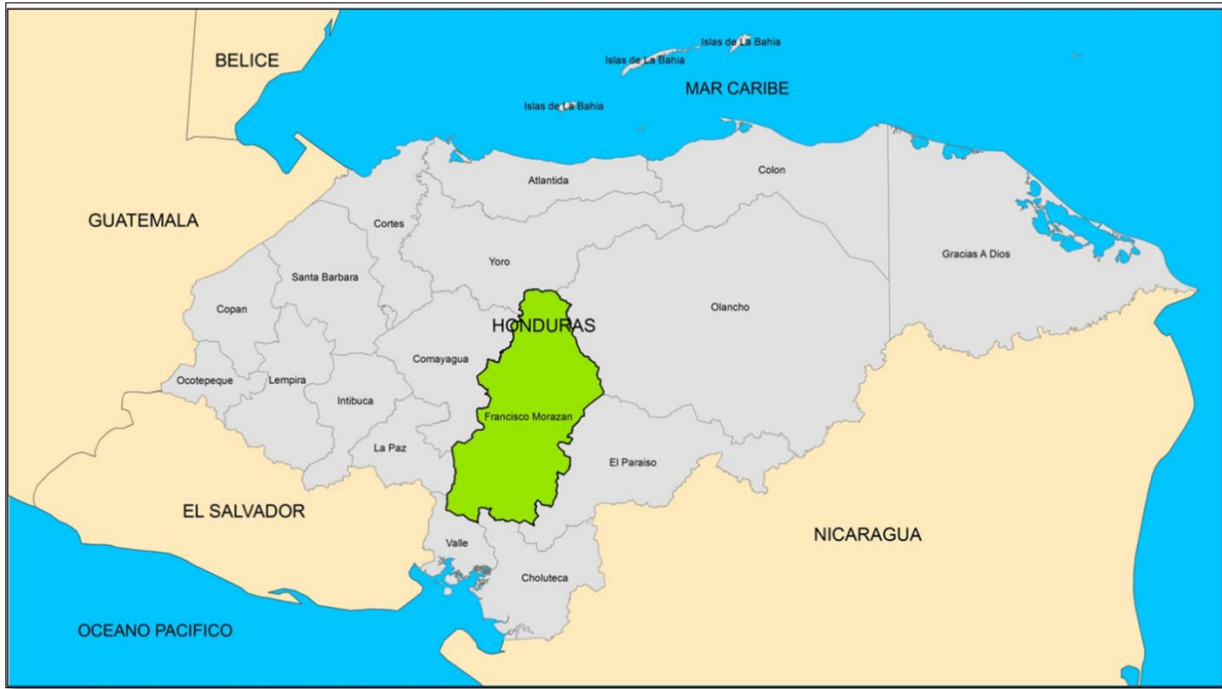 BELICE
Islas de La Bahia
Islas de La Bahia
MAR CARIBE
Islas de La Bahia
Atlantida
Colon
GUATEMALA
Cortes
Yoro
Gracias A Dios
Santa Barbara
Copan
Olancho
HONDURAS
Comayagua
Ocotepeque
Lempira
Intibuca
Francisco Morazan
La Paz
El Paraiso
EL SALVADOR
NICARAGUA
Valle
Choluteca
OCEANO PACIFICO